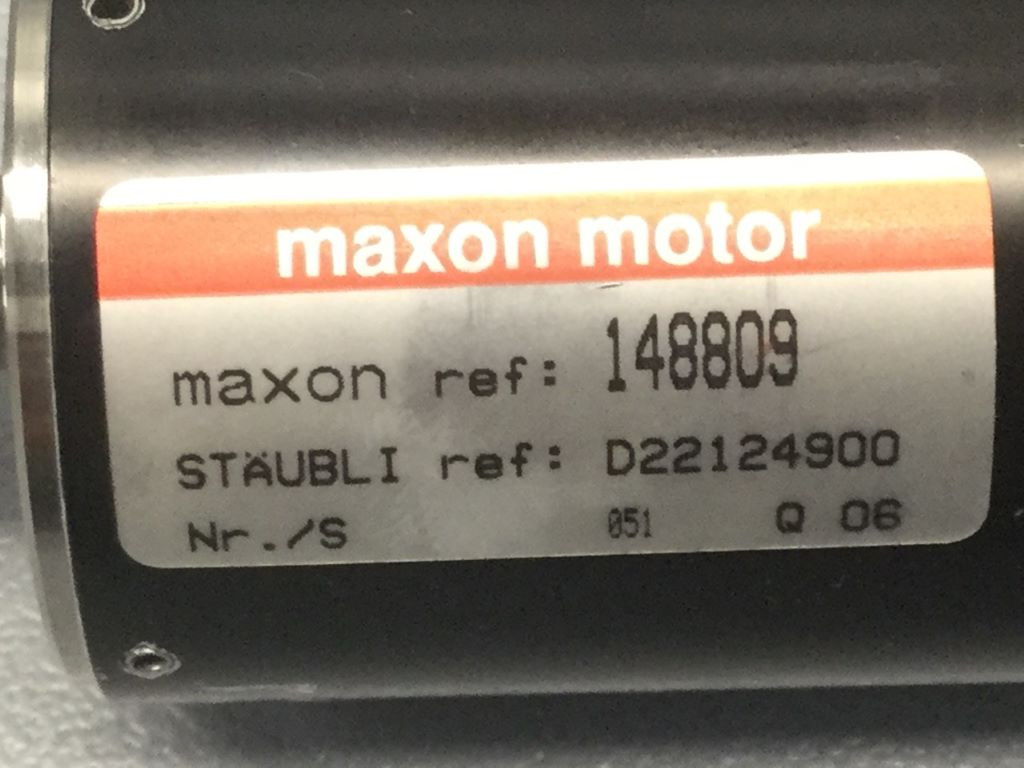 maxon motor
maxon ref: 148809
STÄUBLI ref: D22124900
Nr./S 051 Q 06